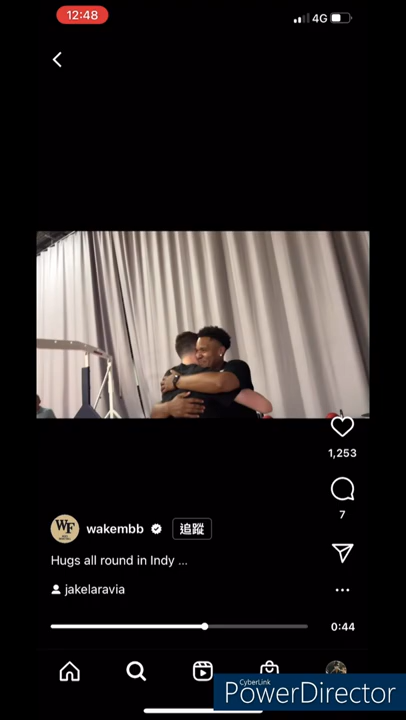 12:48
4G
1,253
7
WF
wakembb
追蹤
Hugs all round in Indy ...
jakelaravia
0:44
CyberLink
PowerDirector